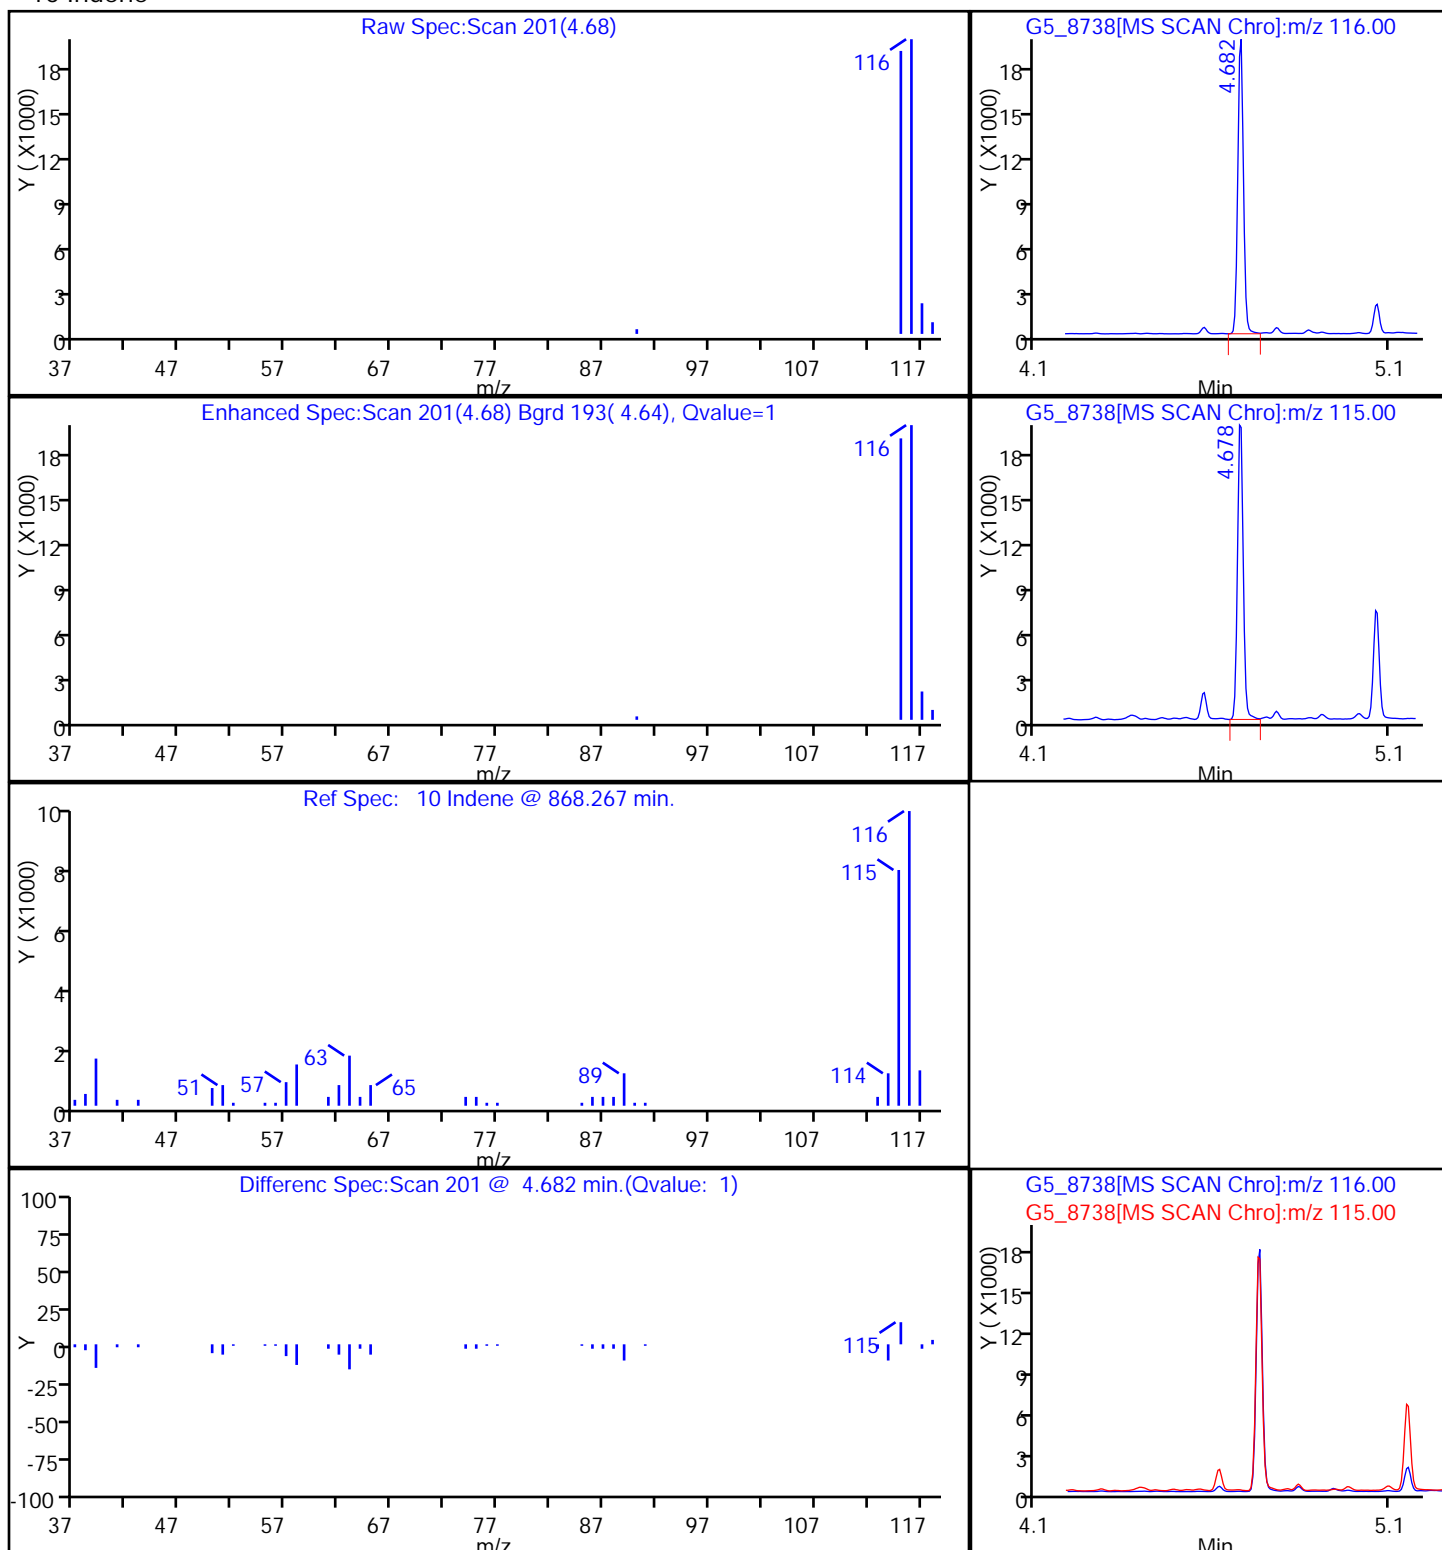 10 Indene
Raw Spec:Scan 201(4.68)
116
18
15
12
9
6
3
0
Y ( X1000)
37 47 57 67 77 87 97 107 117
m/z
G5_8738[MS SCAN Chro]:m/z 116.00
4.682
18
15
12
9
6
3
0
Y ( X1000)
4.1 5.1
Min
Enhanced Spec:Scan 201(4.68) Bgrd 193( 4.64), Qvalue=1
116
18
15
12
9
6
3
0
Y ( X1000)
37 47 57 67 77 87 97 107 117
m/z
G5_8738[MS SCAN Chro]:m/z 115.00
4.678
18
15
12
9
6
3
0
Y ( X1000)
4.1 5.1
Min
Ref Spec: 10 Indene @ 868.267 min.
116
115
63
51 57 65 89 114
10
8
6
4
2
0
Y ( X1000)
37 47 57 67 77 87 97 107 117
m/z
Differenc Spec:Scan 201 @ 4.682 min.(Qvalue: 1)
115
100
75
50
25
0
-25
-50
-75
-100
Y
37 47 57 67 77 87 97 107 117
m/z
G5_8738[MS SCAN Chro]:m/z 116.00
G5_8738[MS SCAN Chro]:m/z 115.00
18
15
12
9
6
3
0
Y ( X1000)
4.1 5.1
Min